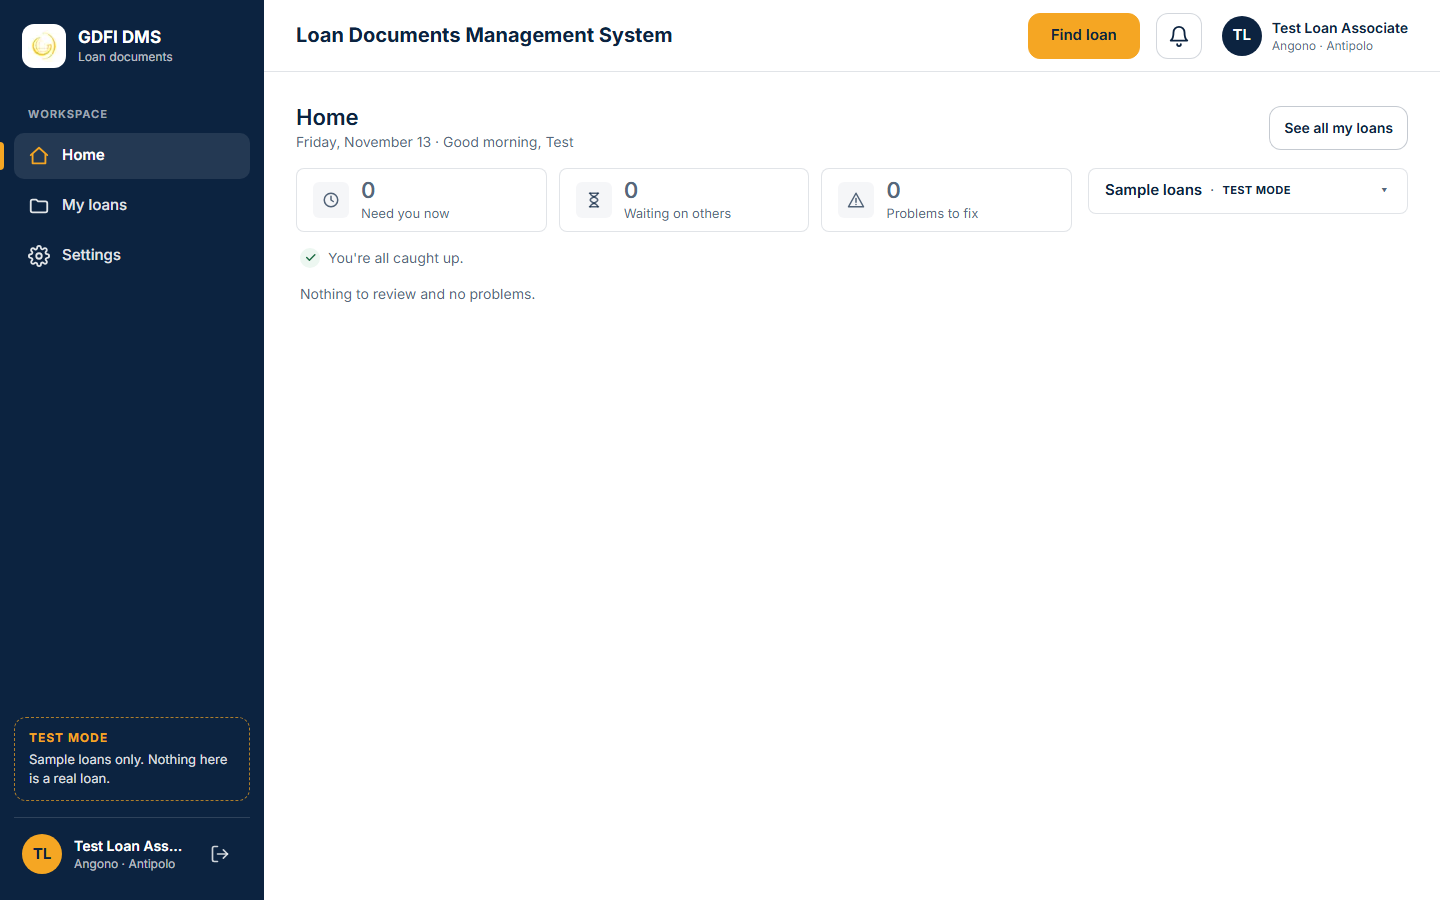 GDFI DMS
Loan documents
WORKSPACE
Home
My loans
Settings
TEST MODE
Sample loans only. Nothing here
is a real loan.
TL
Test Loan Ass...
Angono · Antipolo
Loan Documents Management System
Find loan
TL
Test Loan Associate
Angono · Antipolo
Home
Friday, November 13 · Good morning, Test
See all my loans
0
Need you now
0
Waiting on others
0
Problems to fix
Sample loans · TEST MODE
You're all caught up.
Nothing to review and no problems.